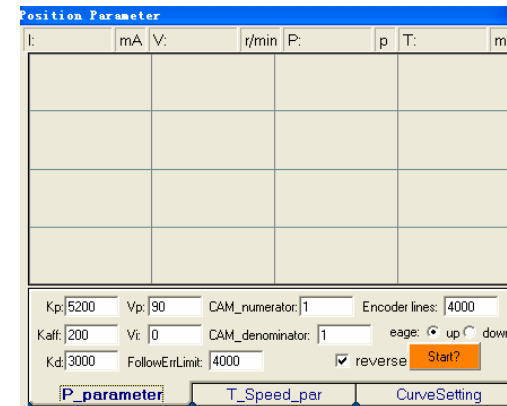 Position Parameter
I: mA V: r/min P: p T: m
Kp: 5200 Vp: 90 CAM_numerator: 1 Encoder lines: 4000
Kaff: 200 Vi: 0 CAM_denominator: 1 eage: up down
Kd: 3000 FollowErrLimit: 4000 reverse Start?
P_parameter T_Speed_par CurveSetting